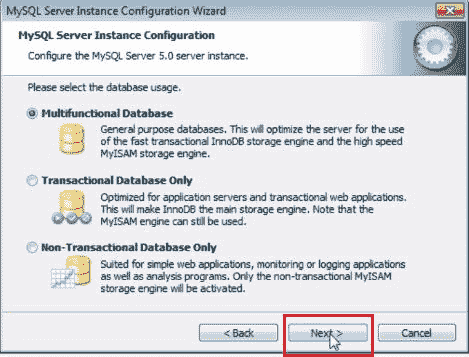 MySQL Server Instance Configuration Wizard
MySQL Server Instance Configuration
Configure the MySQL Server 5.0 server instance.
Please select the database usage.
Multifunctional Database
General purpose databases. This will optimize the server for the use
of the fast transactional InnoDB storage engine and the high speed
MyISAM storage engine.
Transactional Database Only
Optimized for application servers and transactional web applications.
This will make InnoDB the main storage engine. Note that the
MyISAM engine can still be used.
Non-Transactional Database Only
Suited for simple web applications, monitoring or logging applications
as well as analysis programs. Only the non-transactional MyISAM
storage engine will be activated.
< Back
Next >
Cancel